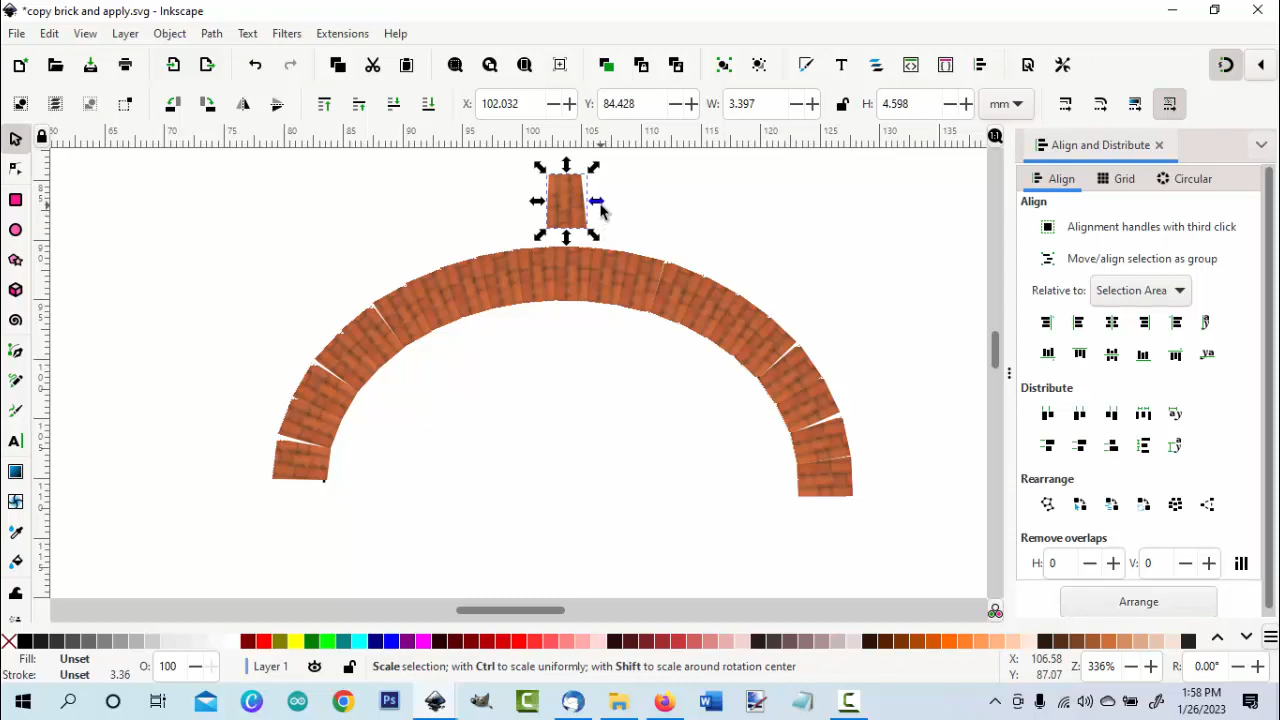 *copy brick and apply.svg - Inkscape
File Edit View Layer Object Path Text Filters Extensions Help
X: 102.032 Y: 84.428 W: 3.397 H: 4.598 mm
65 70 75 80 85 90 95 100 105 110 115 120 125 130 135
1:1
Align and Distribute
Align Grid Circular
Align
Alignment handles with third click
Move/align selection as group
Relative to: Selection Area
Distribute
Rearrange
Remove overlaps
H: 0 V: 0
Arrange
Fill: Unset
Stroke: Unset 3.36
O: 100
Layer 1
Scale selection; with Ctrl to scale uniformly; with Shift to scale around rotation center
X: 106.58
Y: 87.07
Z: 336%
R: 0.00°
1:58 PM
1/26/2023